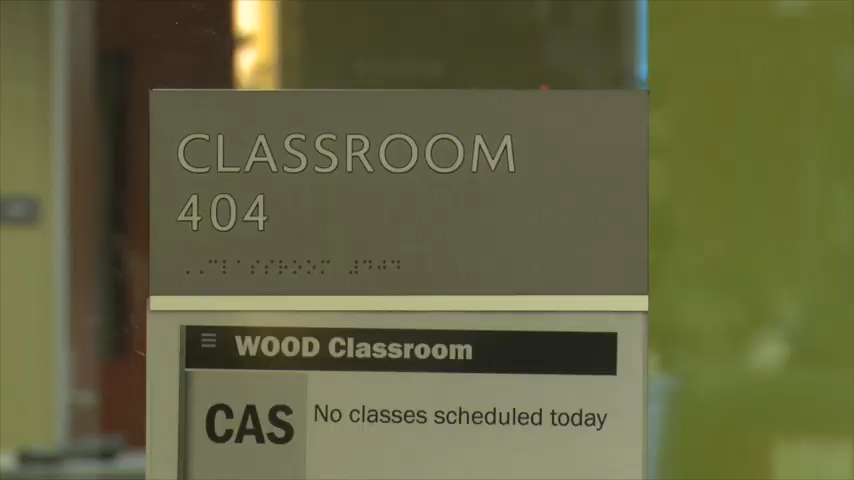 CLASSROOM
404
WOOD Classroom
CAS
No classes scheduled today